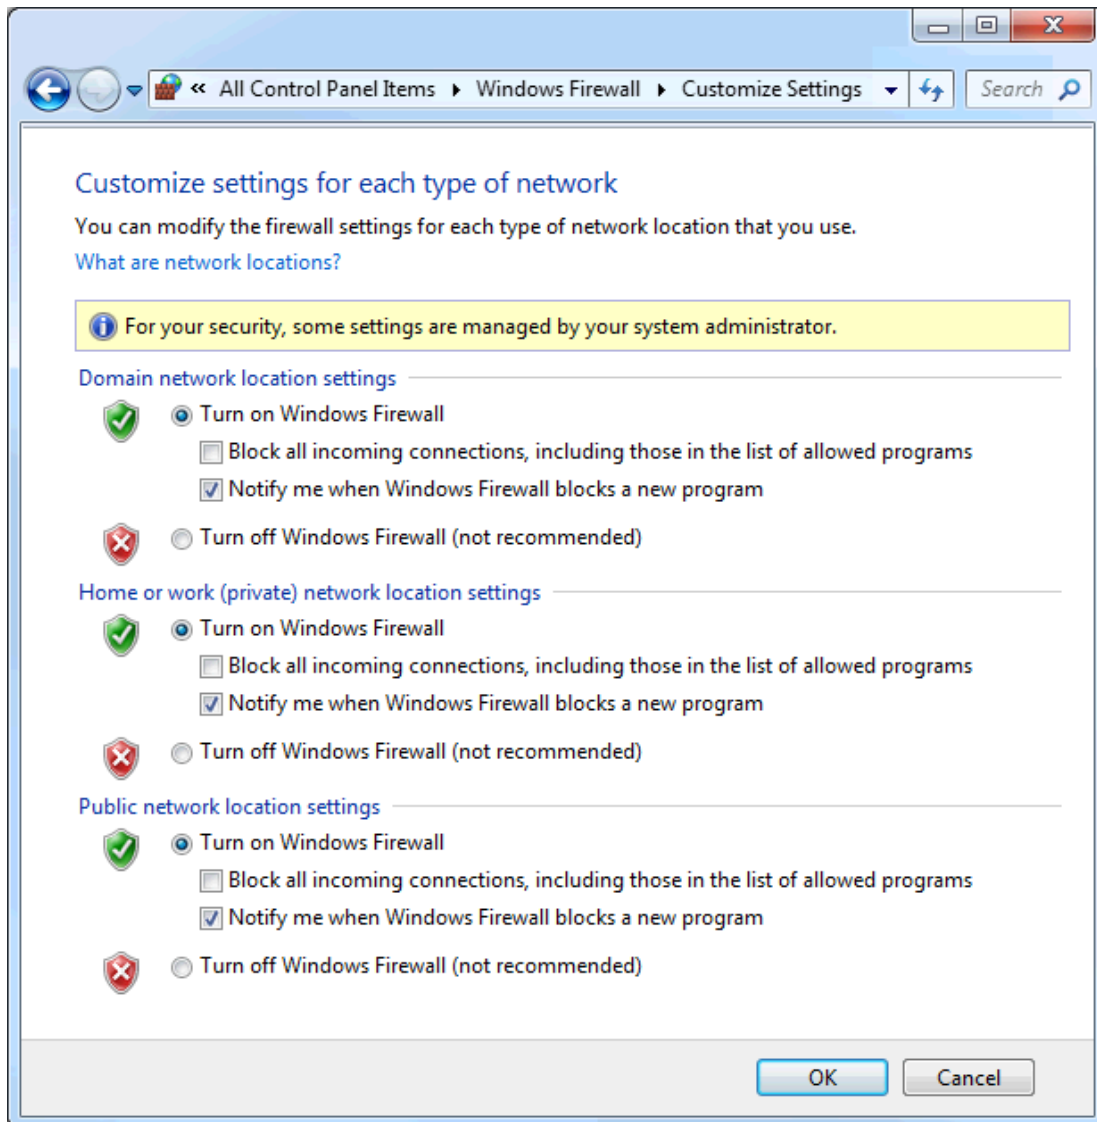 « All Control Panel Items ▸ Windows Firewall ▸ Customize Settings Search
Customize settings for each type of network
You can modify the firewall settings for each type of network location that you use.
What are network locations?
For your security, some settings are managed by your system administrator.
Domain network location settings
Turn on Windows Firewall
Block all incoming connections, including those in the list of allowed programs
Notify me when Windows Firewall blocks a new program
Turn off Windows Firewall (not recommended)
Home or work (private) network location settings
Turn on Windows Firewall
Block all incoming connections, including those in the list of allowed programs
Notify me when Windows Firewall blocks a new program
Turn off Windows Firewall (not recommended)
Public network location settings
Turn on Windows Firewall
Block all incoming connections, including those in the list of allowed programs
Notify me when Windows Firewall blocks a new program
Turn off Windows Firewall (not recommended)
OK Cancel